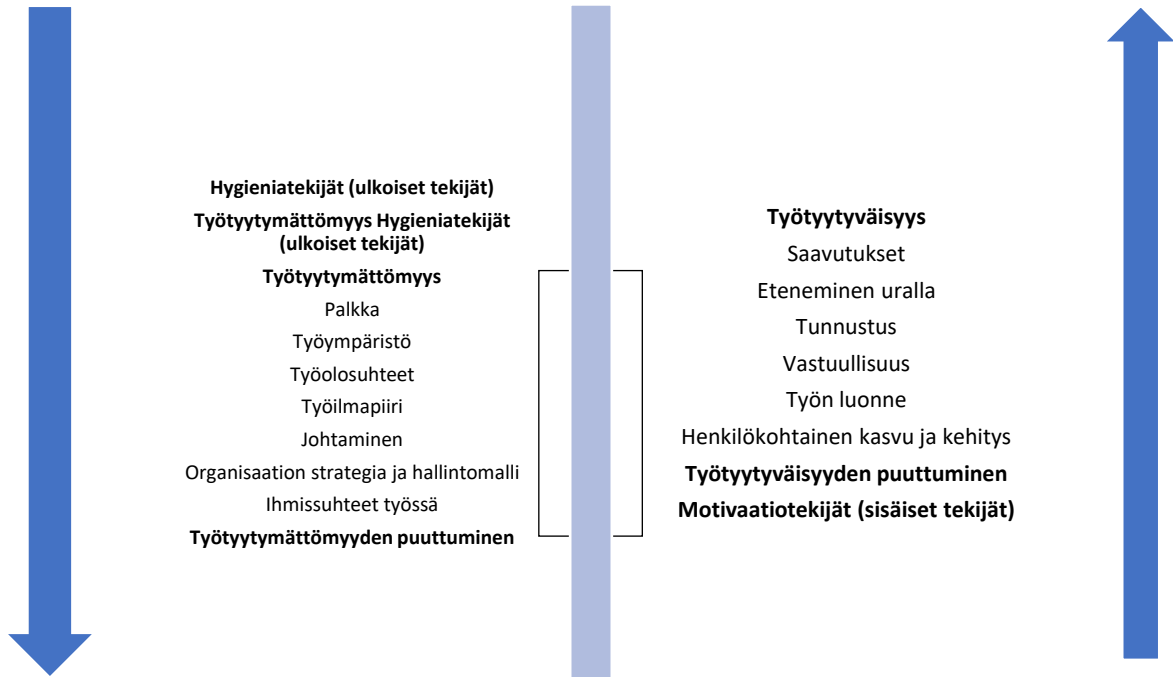 Hygieniatekijät (ulkoiset tekijät)
Työtyytymättömyys Hygieniatekijät
(ulkoiset tekijät)
Työtyytymättömyys
Palkka
Työympäristö
Työolosuhteet
Työilmapiiri
Johtaminen
Organisaation strategia ja hallintomalli
Ihmissuhteet työssä
Työtyytymättömyyden puuttuminen
Työtyytyväisyys
Saavutukset
Eteneminen uralla
Tunnustus
Vastuullisuus
Työn luonne
Henkilökohtainen kasvu ja kehitys
Työtyytyväisyyden puuttuminen
Motivaatiotekijät (sisäiset tekijät)